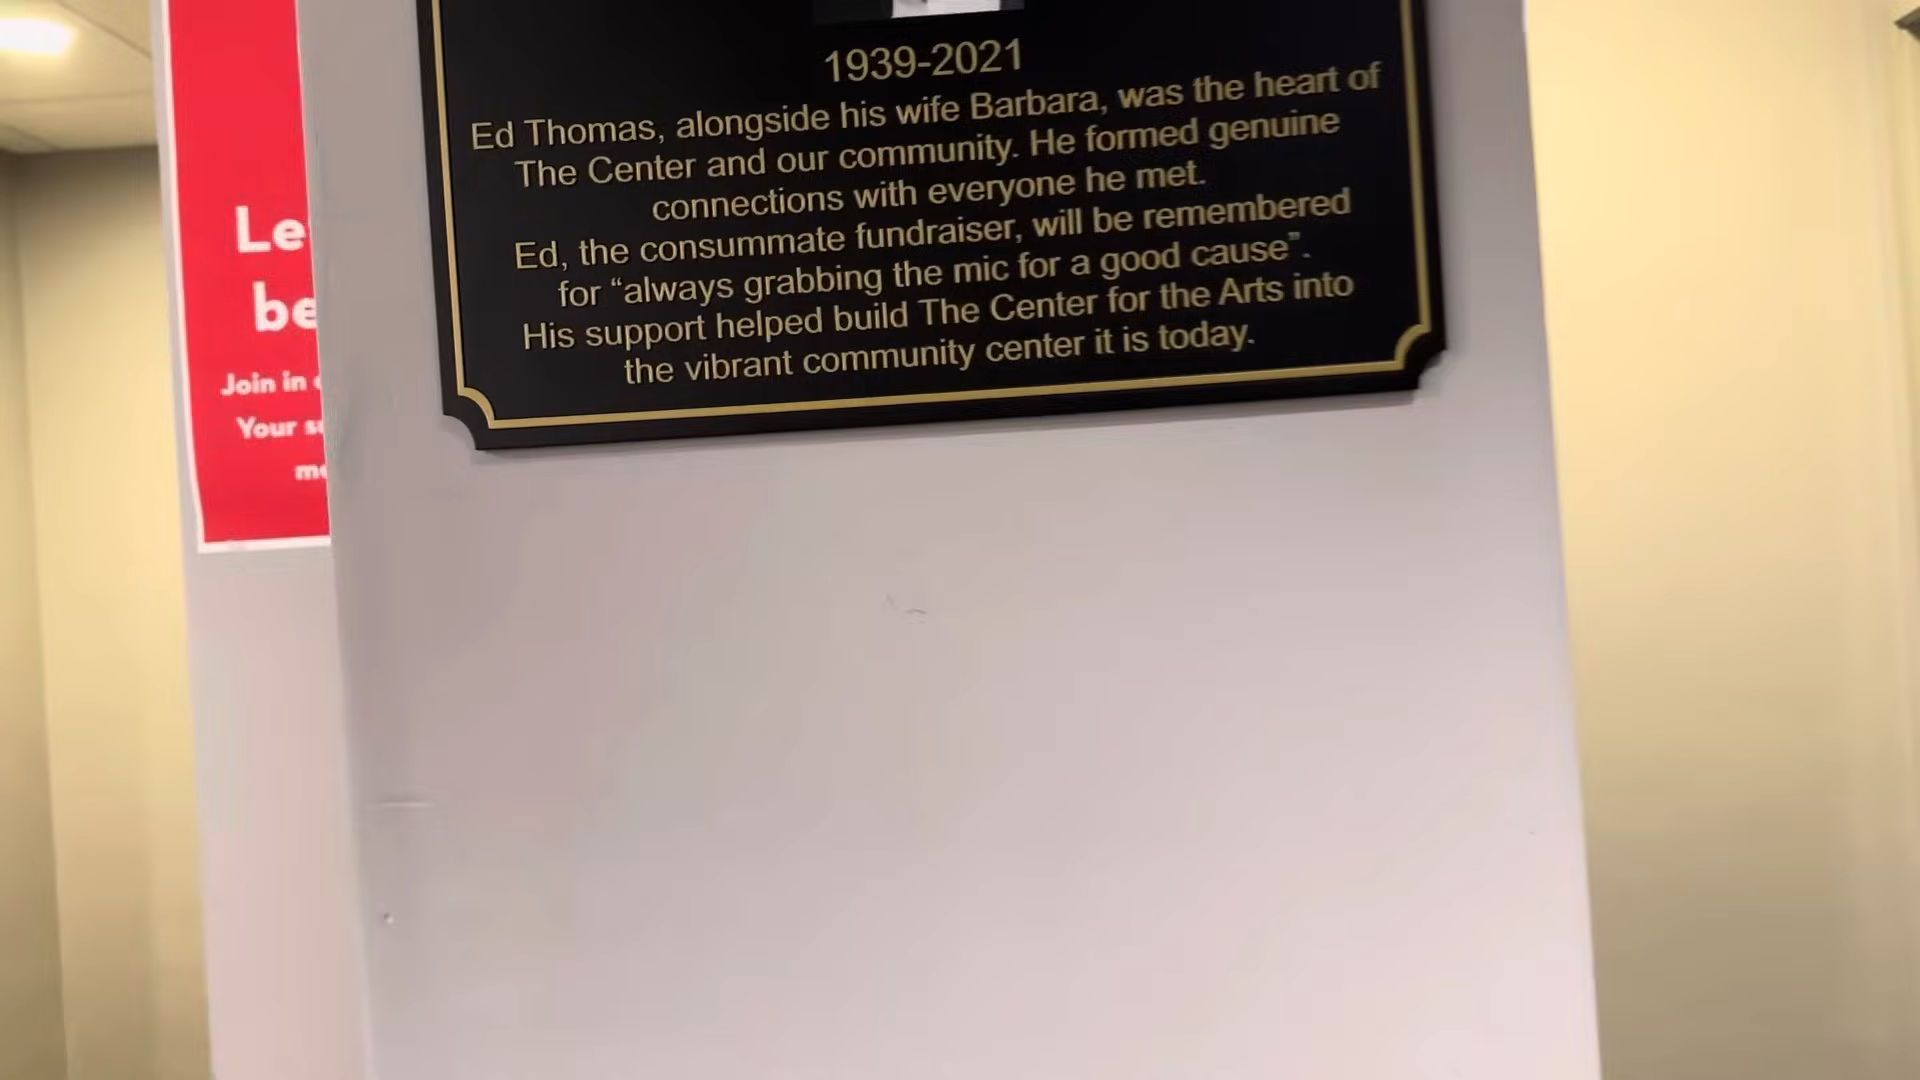 1939-2021
Ed Thomas, alongside his wife Barbara, was the heart of
The Center and our community. He formed genuine
connections with everyone he met.
Ed, the consummate fundraiser, will be remembered
for “always grabbing the mic for a good cause”.
His support helped build The Center for the Arts into
the vibrant community center it is today.
Join in
Your